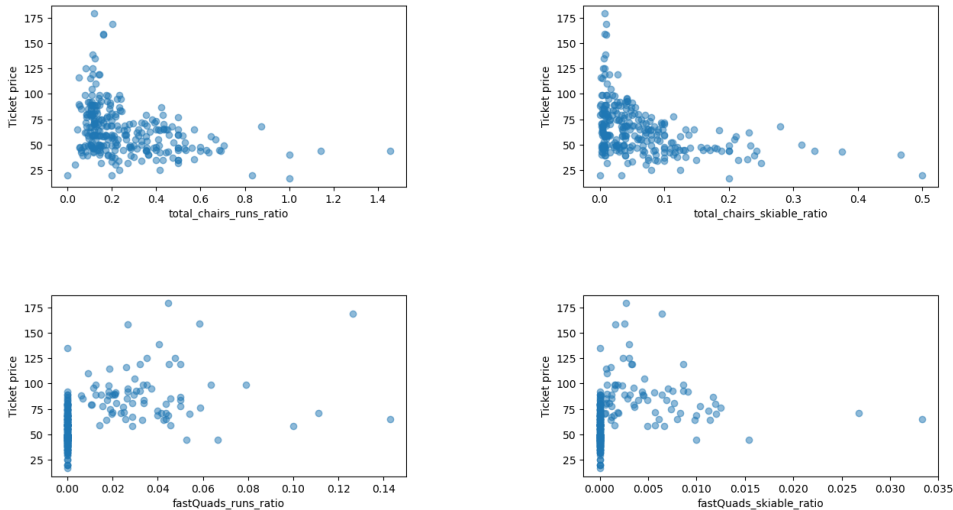 175
150
125
100
75
50
25
Ticket price
0.0 0.2 0.4 0.6 0.8 1.0 1.2 1.4
total_chairs_runs_ratio
175
150
125
100
75
50
25
Ticket price
0.0 0.1 0.2 0.3 0.4 0.5
total_chairs_skiable_ratio
175
150
125
100
75
50
25
Ticket price
0.00 0.02 0.04 0.06 0.08 0.10 0.12 0.14
fastQuads_runs_ratio
175
150
125
100
75
50
25
Ticket price
0.000 0.005 0.010 0.015 0.020 0.025 0.030 0.035
fastQuads_skiable_ratio